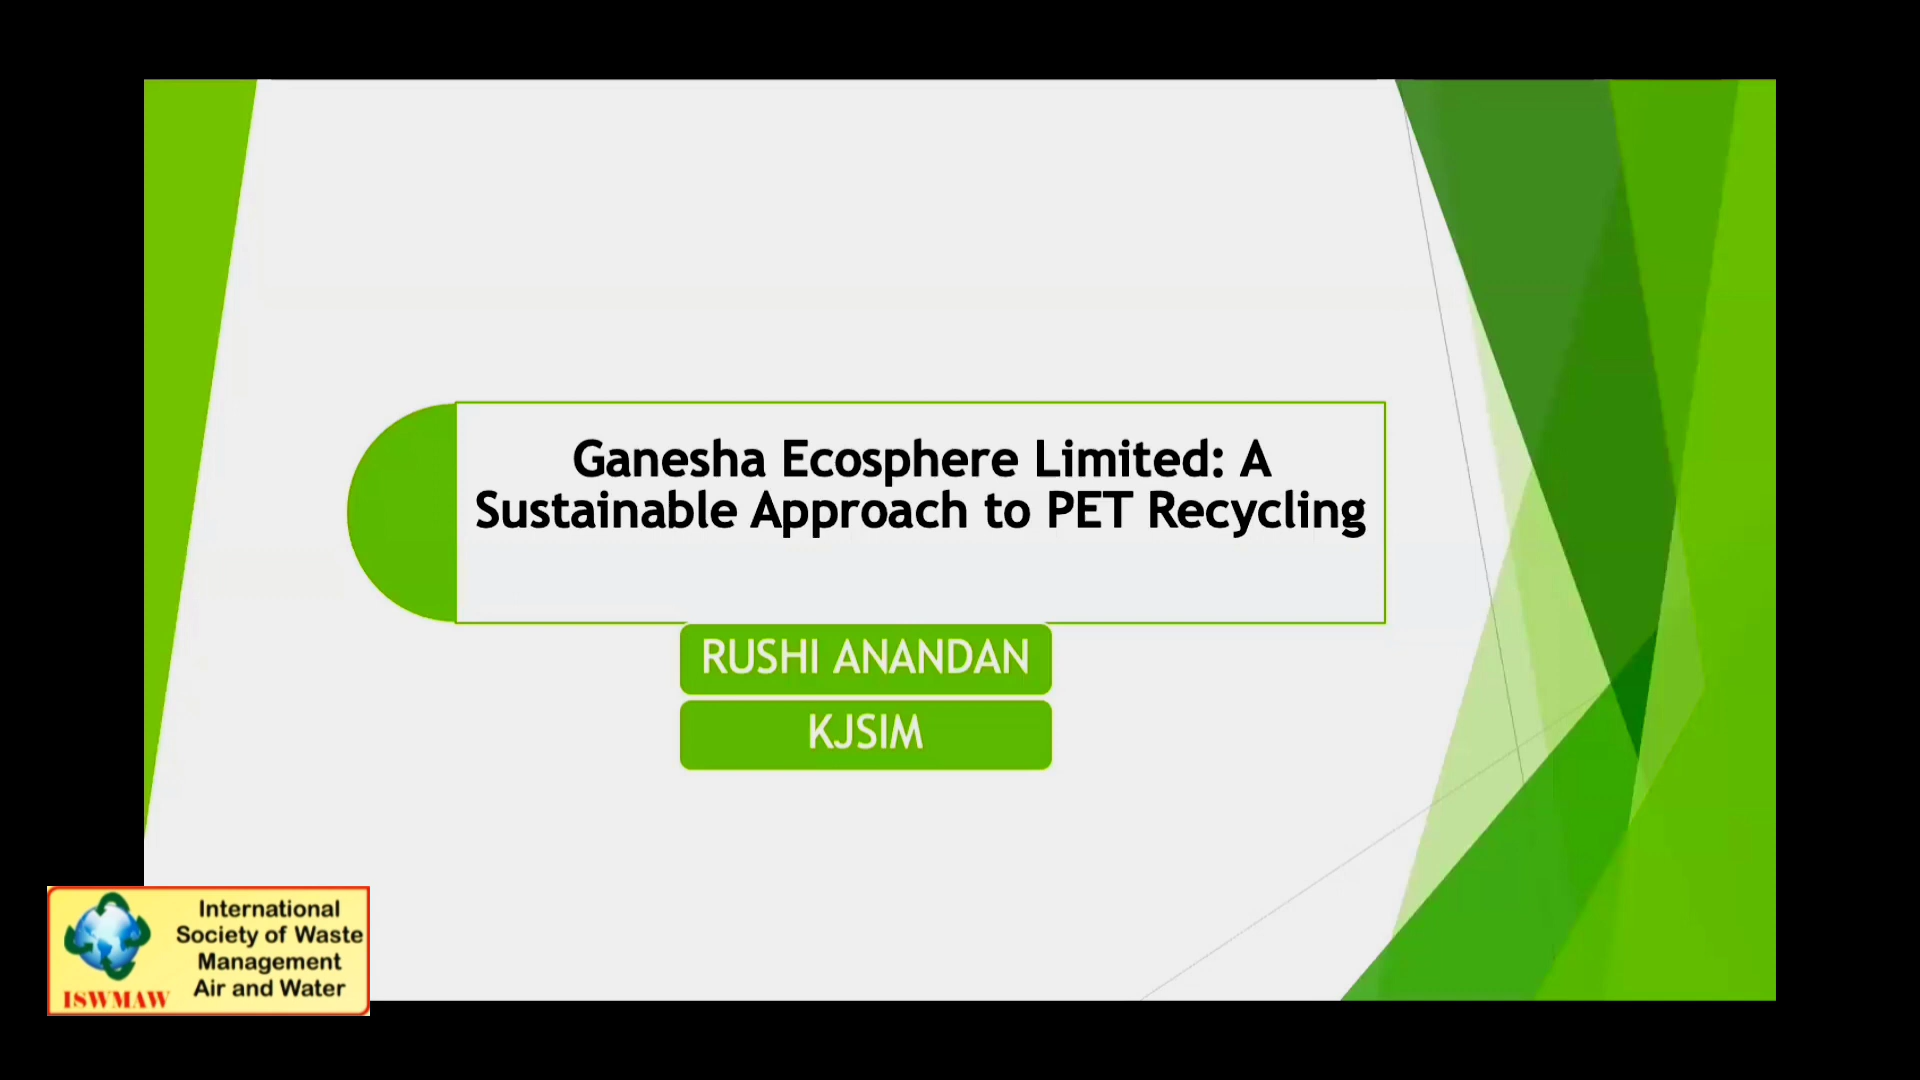 Ganesha Ecosphere Limited: A
Sustainable Approach to PET Recycling
RUSHI ANANDAN
KJSIM
International
Society of Waste
Management
Air and Water
ISWMAW